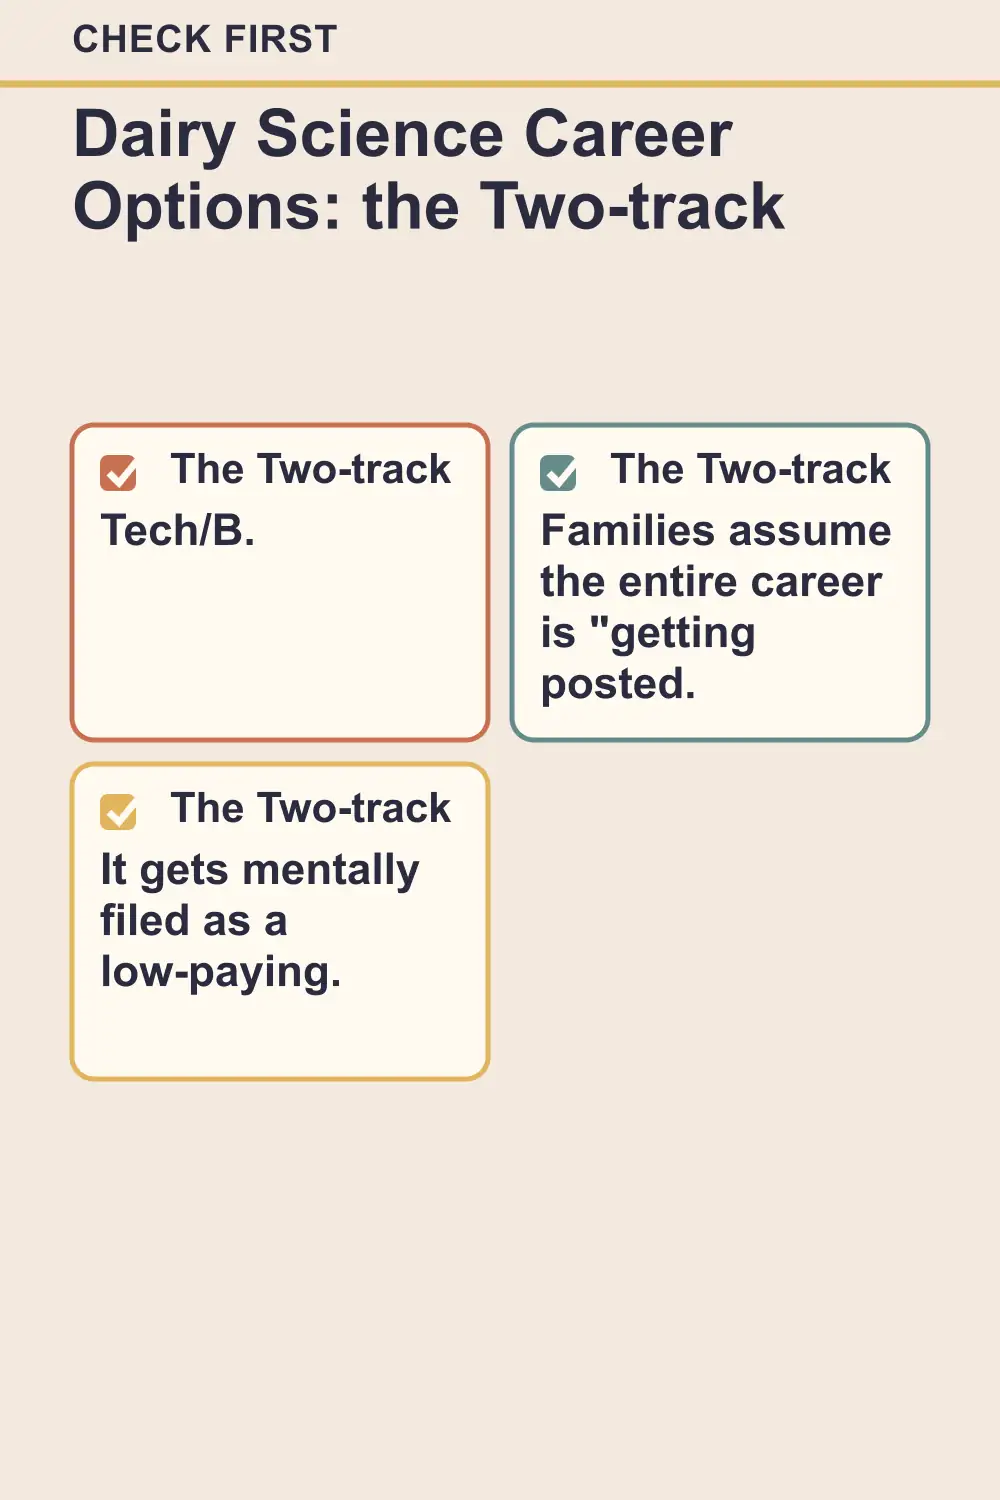 CHECK FIRST
Dairy Science Career
Options: the Two-track
The Two-track
Tech/B.
The Two-track
Families assume
the entire career
is "getting
posted.
The Two-track
It gets mentally
filed as a
low-paying.